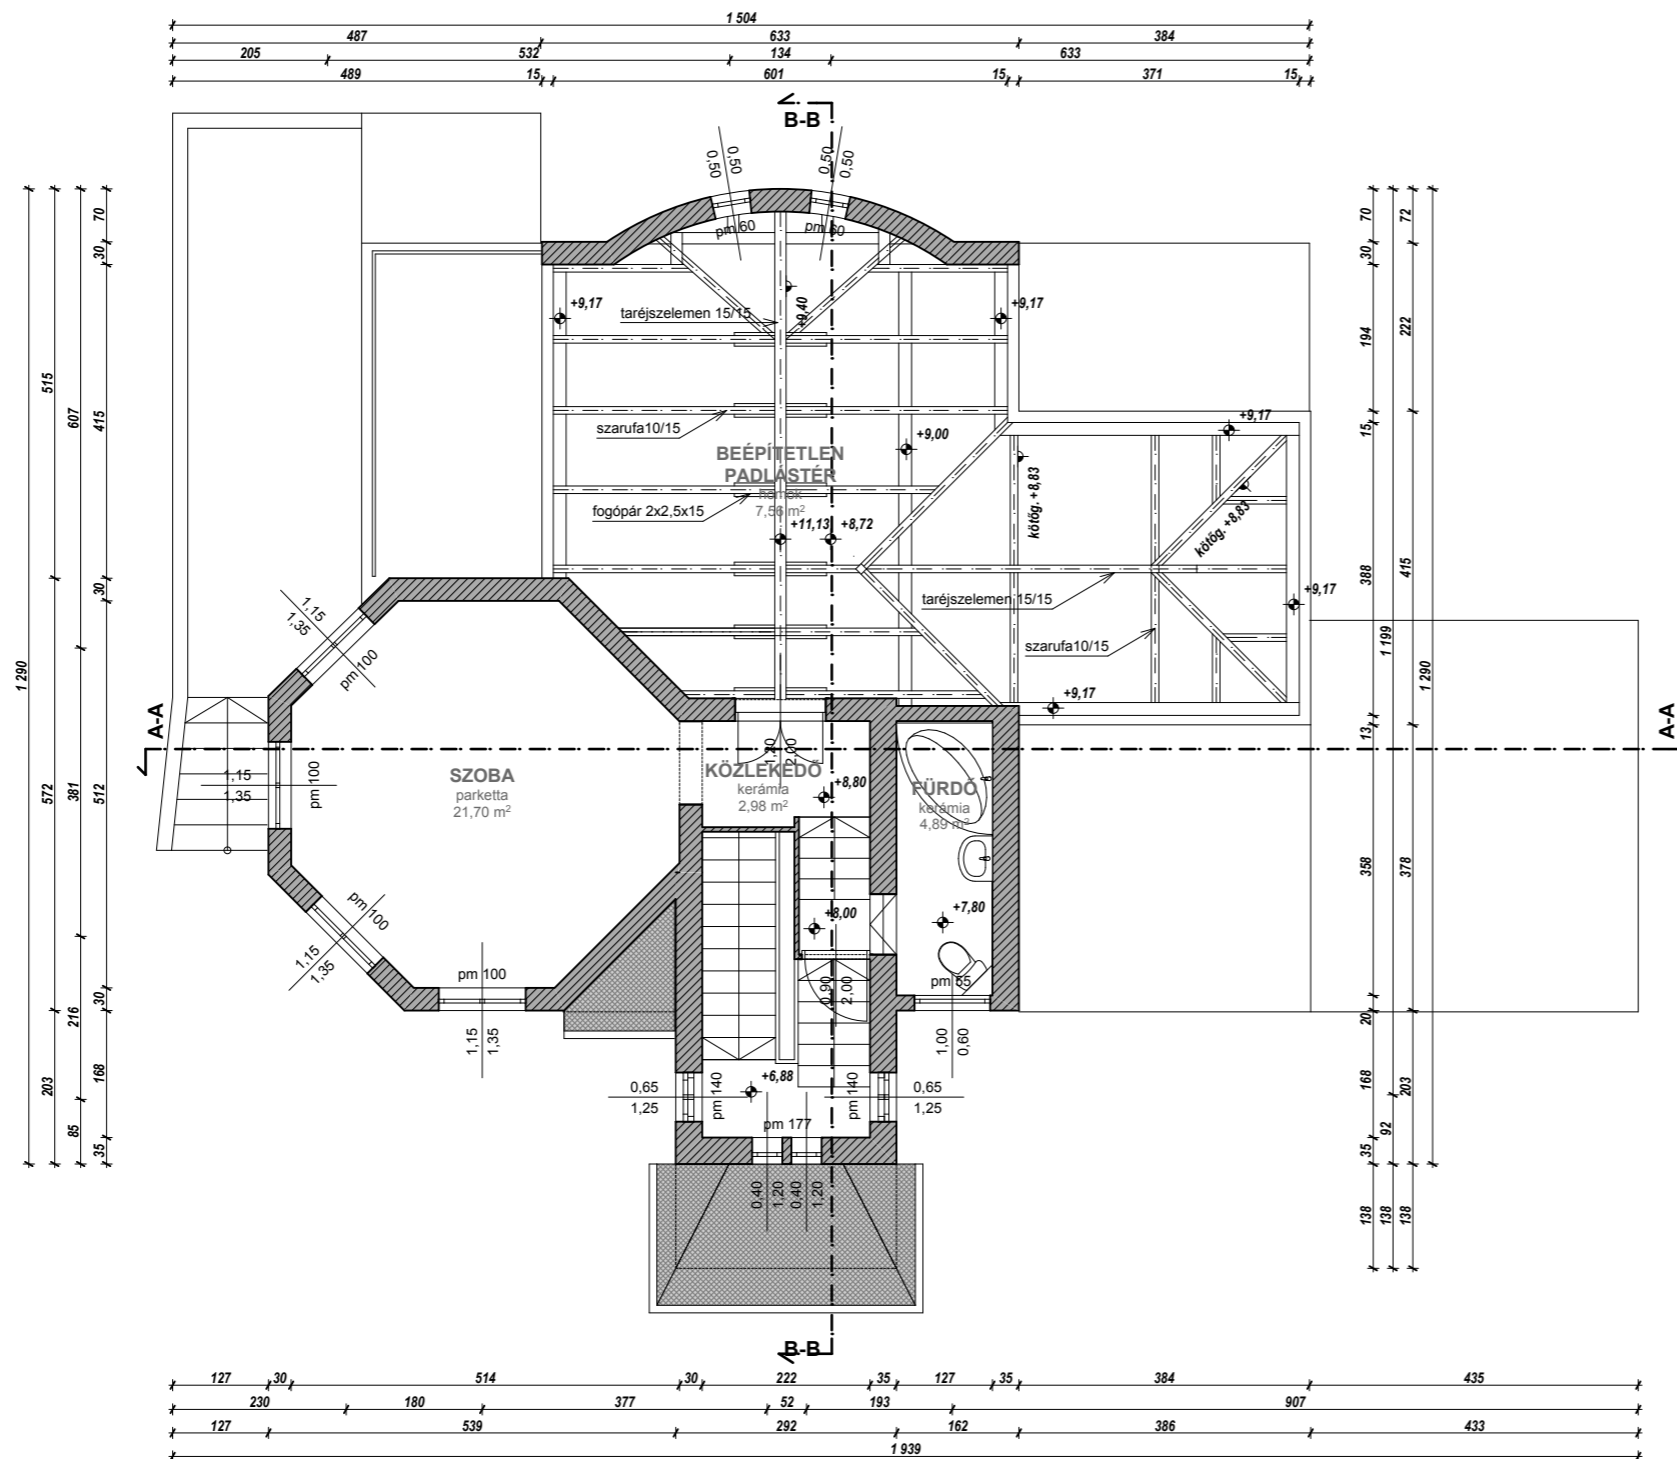 1 504
487 633 384
205 532 134 633
489 15 601 15 371 15
B-B
0,50 0,50 0,50 0,50
pm 60 pm 60
1 290
515 572 203
607 381 216 85
70 30 415 30 512 30 168 35
70 30 194 15 388 13 358 20 168 35 138
1 199 92 138
72 222 415 378 203 138
1 290
+9,17
+9,40
+9,17
taréjszelemen 15/15
szarufa10/15
+9,00
+9,17
BEÉPÍTETLEN
PADLÁSTÉR
homok
7,56 m²
kötőg. +8,83
kötőg. +8,83
fogópár 2x2,5x15
+11,13
+8,72
taréjszelemen 15/15
+9,17
szarufa10/15
+9,17
1,15
1,35
pm 100
A-A
A-A
1,15
1,35
pm 100
SZOBA
parketta
21,70 m²
1,20
2,00
KÖZLEKEDŐ
kerámia
2,98 m²
+8,80
FÜRDŐ
kerámia
4,89 m²
pm 100
1,15
1,35
+8,00
+7,80
pm 100
0,90
2,00
pm 55
1,15
1,35
1,00
0,60
+6,88
0,65
1,25
pm 140
pm 140
0,65
1,25
pm 177
0,40
1,20
0,40
1,20
B-B
127 30 514 30 222 35 127 35 384 435
230 180 377 52 193 907
127 539 292 162 386 433
1 939